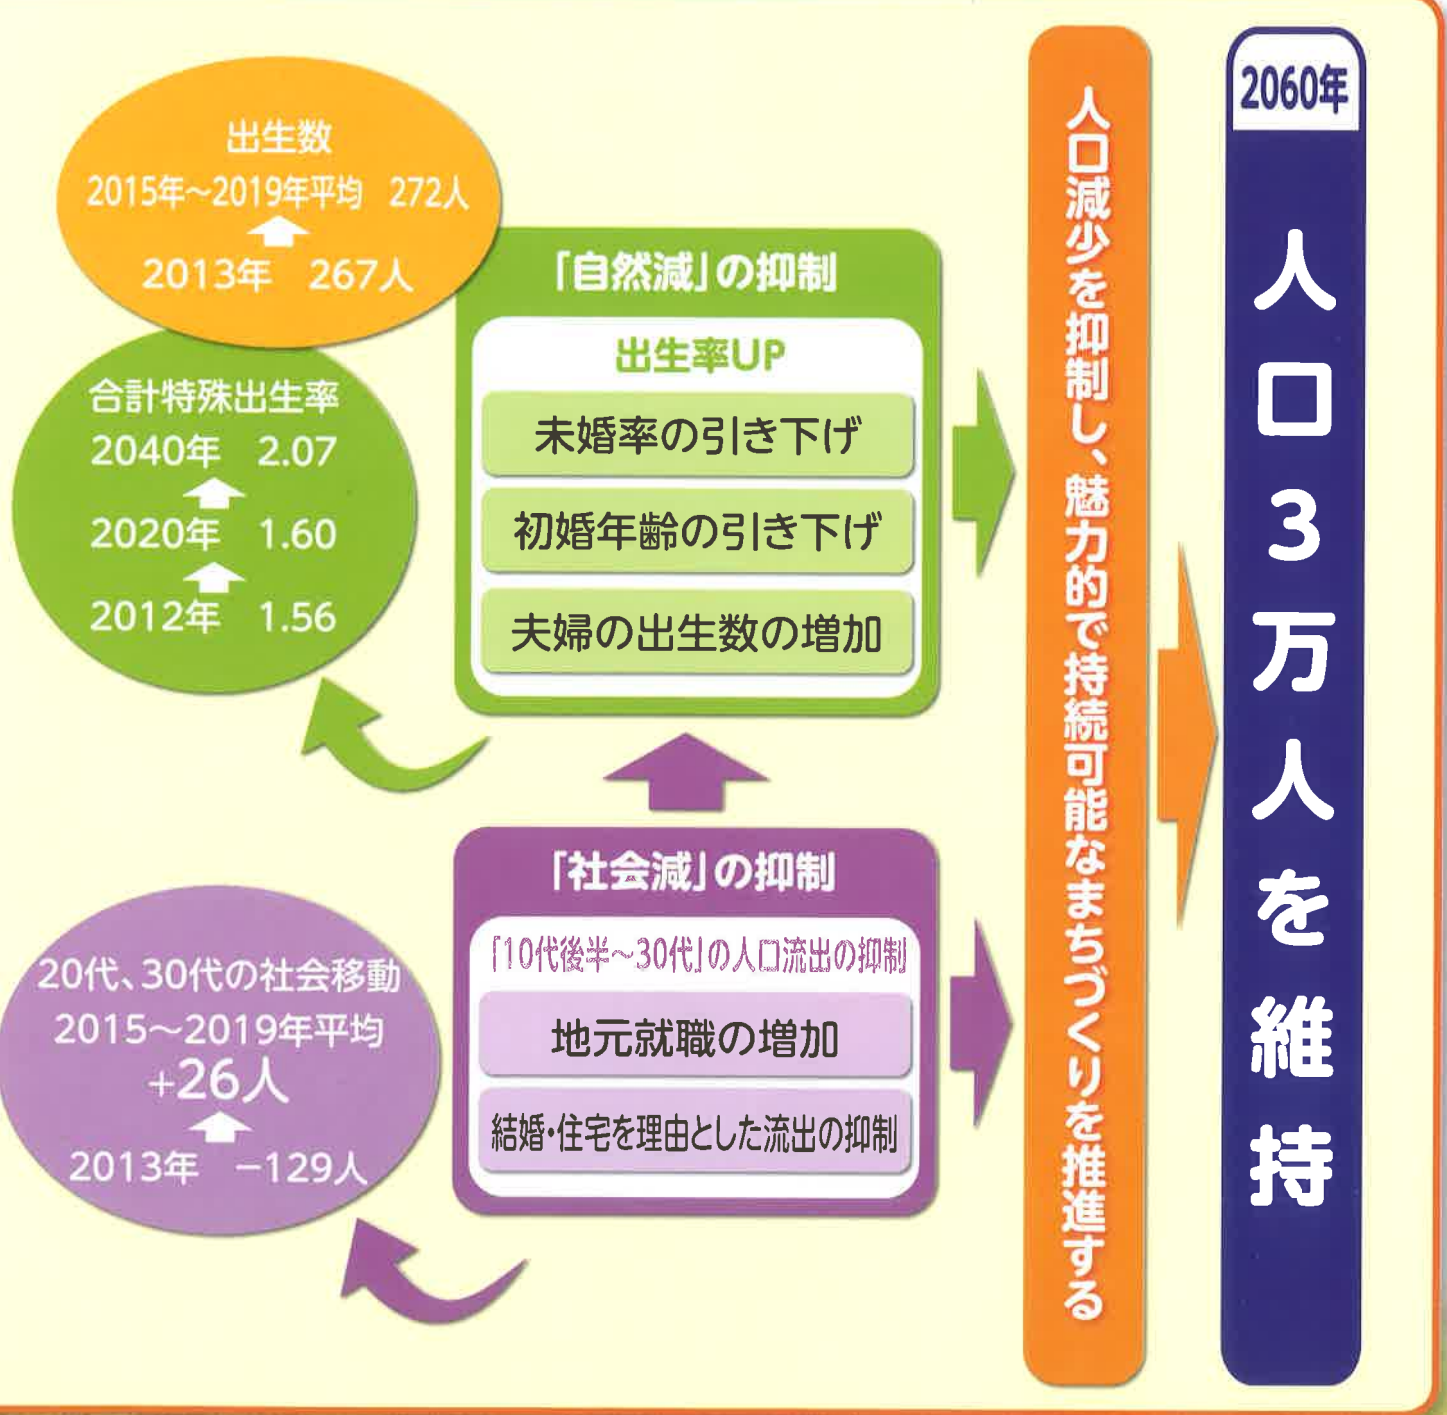 出生数
2015年~2019年平均 272人
2013年 267人
合計特殊出生率
2040年 2.07
2020年 1.60
2012年 1.56
「自然減」の抑制
出生率UP
未婚率の引き下げ
初婚年齢の引き下げ
夫婦の出生数の増加
20代、30代の社会移動
2015~2019年平均
+26人
2013年 −129人
「社会減」の抑制
「10代後半~30代」の人口流出の抑制
地元就職の増加
結婚・住宅を理由とした流出の抑制
人口減少を抑制し、魅力的で持続可能なまちづくりを推進する
2060年
人口3万人を維持